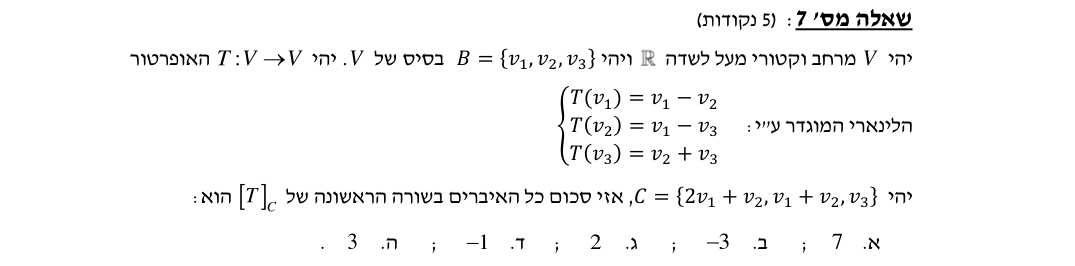 שאלה מס׳ 7: (5 נקודות)
יהי V מרחב וקטורי מעל לשדה ℝ ויהי B = {v₁, v₂, v₃} בסיס של V. יהי T: V → V האופרטור
הלינארי המוגדר ע״י: { T(v₁) = v₁ − v₂
T(v₂) = v₁ − v₃
T(v₃) = v₂ + v₃
יהי C = {2v₁ + v₂, v₁ + v₂, v₃}, אזי סכום כל האיברים בשורה הראשונה של [T]_C הוא:
א. 7 ; ב. −3 ; ג. 2 ; ד. −1 ; ה. 3 .